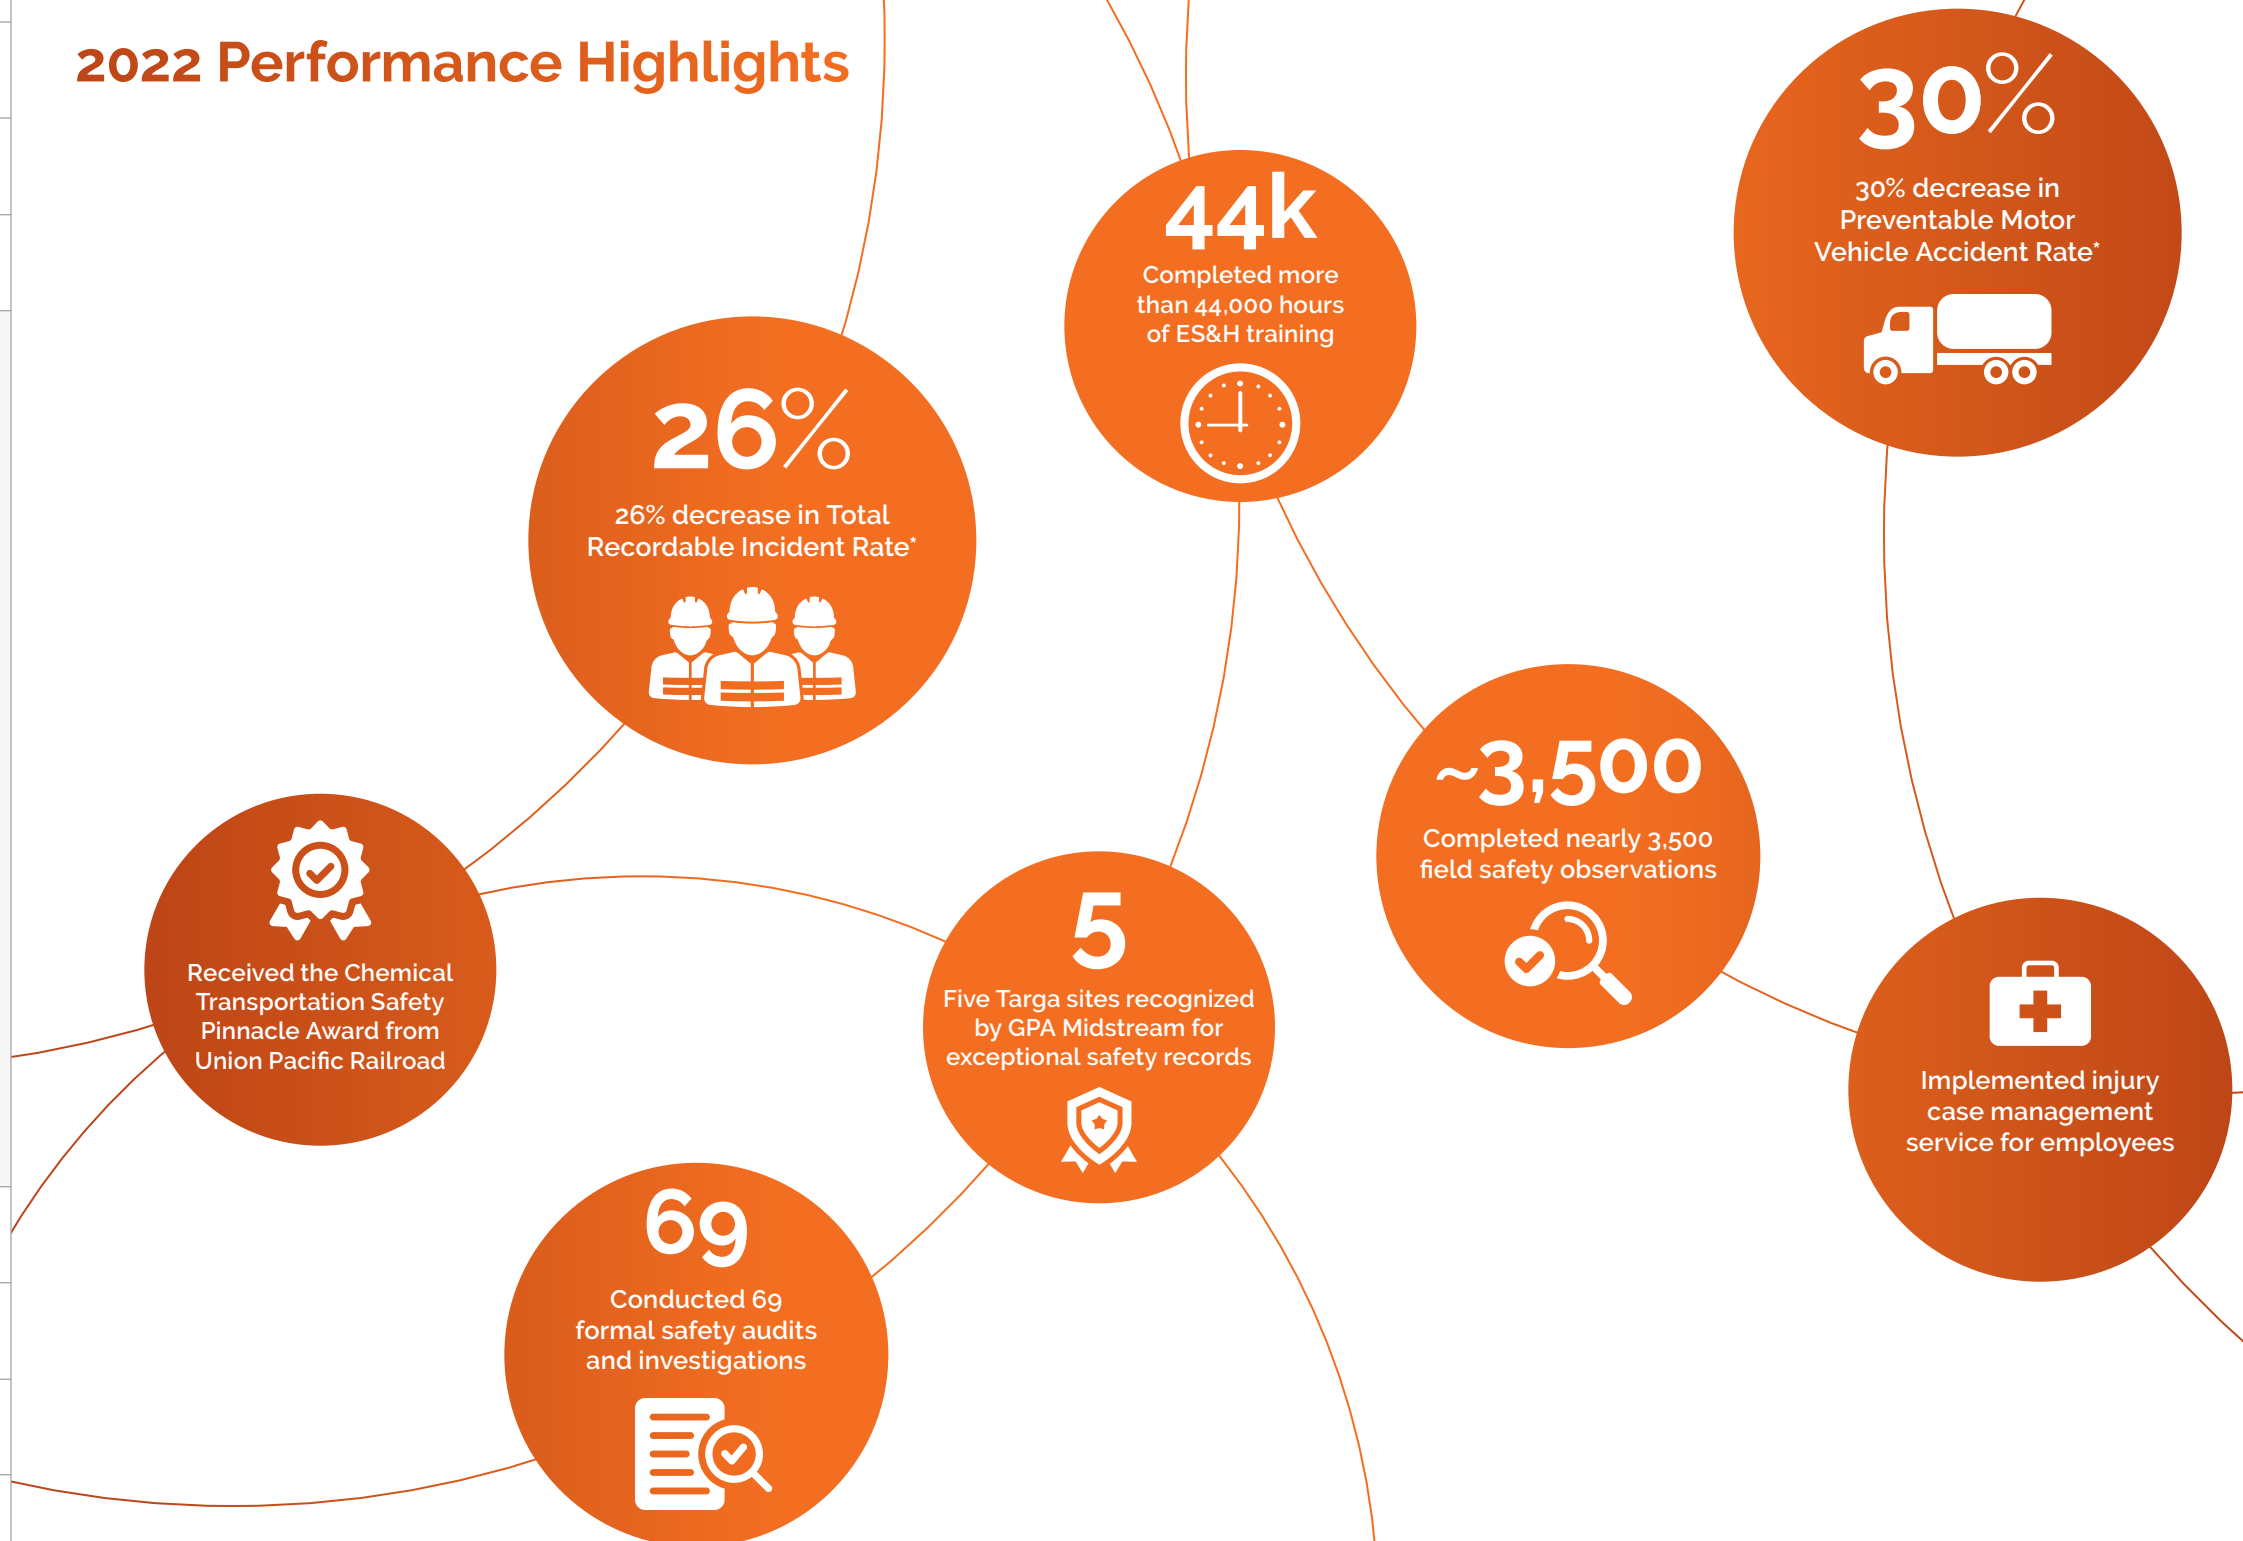 2022 Performance Highlights
30%
30% decrease in
Preventable Motor
Vehicle Accident Rate*
44k
Completed more
than 44,000 hours
of ES&H training
26%
26% decrease in Total
Recordable Incident Rate*
~3,500
Completed nearly 3,500
field safety observations
Received the Chemical
Transportation Safety
Pinnacle Award from
Union Pacific Railroad
5
Five Targa sites recognized
by GPA Midstream for
exceptional safety records
Implemented injury
case management
service for employees
69
Conducted 69
formal safety audits
and investigations